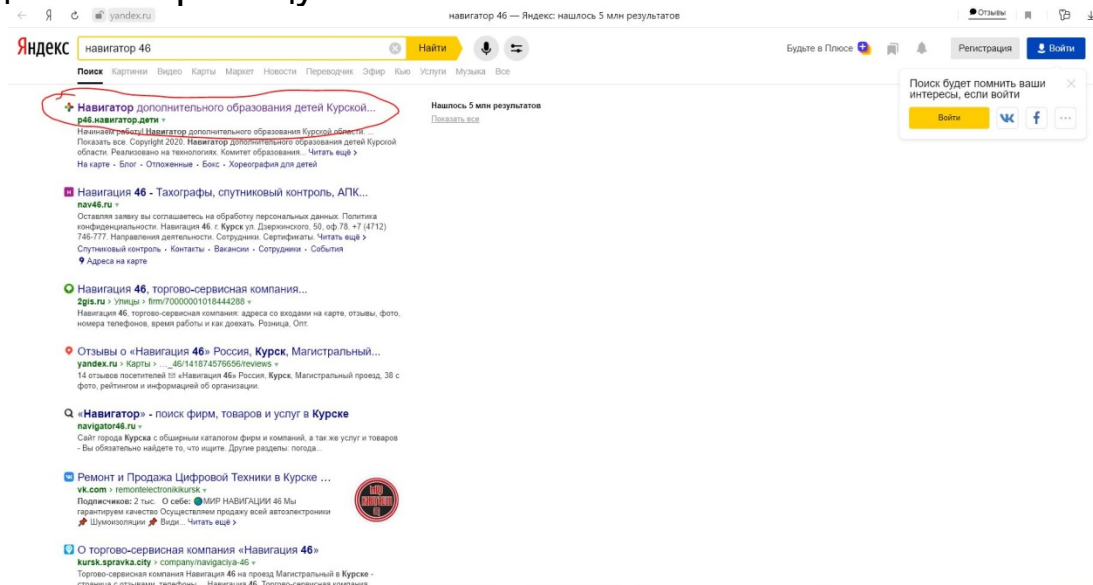 yandex.ru
навигатор 46 — Яндекс: нашлось 5 млн результатов
Отзывы
Яндекс
навигатор 46
Найти
Будьте в Плюсе
Регистрация
Войти
Поиск Картинки Видео Карты Маркет Новости Переводчик Эфир Кью Услуги Музыка Все
Поиск будет помнить ваши
интересы, если войти
Войти
Навигатор дополнительного образования детей Курской...
р46.навигатор.дети
Начинаем работу! Навигатор дополнительного образования Курской области. ...
Показать все. Copyright 2020. Навигатор дополнительного образования детей Курской
области. Реализовано на технологиях. Комитет образования... Читать ещё >
На карте - Блог - Отложенные - Бокс - Хореография для детей
Нашлось 5 млн результатов
Показать все
Навигация 46 - Тахографы, спутниковый контроль, АПК...
nav46.ru
Оставляя заявку вы соглашаетесь на обработку персональных данных. Политика
конфиденциальности. Навигация 46. г. Курск ул. Дзержинского, 50, оф.78. +7 (4712)
746-777. Направления деятельности. Сотрудники. Сертификаты. Читать ещё >
Спутниковый контроль - Контакты - Вакансии - Сотрудники - События
Адреса на карте
Навигация 46, торгово-сервисная компания...
2gis.ru > Улицы > firm/70000001018444288
Навигация 46, торгово-сервисная компания: адреса со входами на карте, отзывы, фото,
номера телефонов, время работы и как доехать. Розница, Опт.
Отзывы о «Навигация 46» Россия, Курск, Магистральный...
yandex.ru > Карты > ..._46/141874576656/reviews
14 отзывов посетителей «Навигация 46» Россия, Курск, Магистральный проезд, 38 с
фото, рейтингом и информацией об организации.
«Навигатор» - поиск фирм, товаров и услуг в Курске
navigator46.ru
Сайт города Курска с обширным каталогом фирм и компаний, а так же услуг и товаров
- Вы обязательно найдете то, что ищите. Другие разделы: погода...
Ремонт и Продажа Цифровой Техники в Курске ...
vk.com > remontelectronikikursk
Подписчиков: 2 тыс. О себе: МИР НАВИГАЦИИ 46 Мы
гарантируем качество Осуществляем продажу всей автоэлектроники
Шумоизоляции Види... Читать ещё >
О торгово-сервисная компания «Навигация 46»
kursk.spravka.city > company/navigaciya-46
Торгово-сервисная компания Навигация 46 на проезд Магистральный в Курске -
страница с отзывами, телефоны... Навигация 46. Торгово-сервисная компания